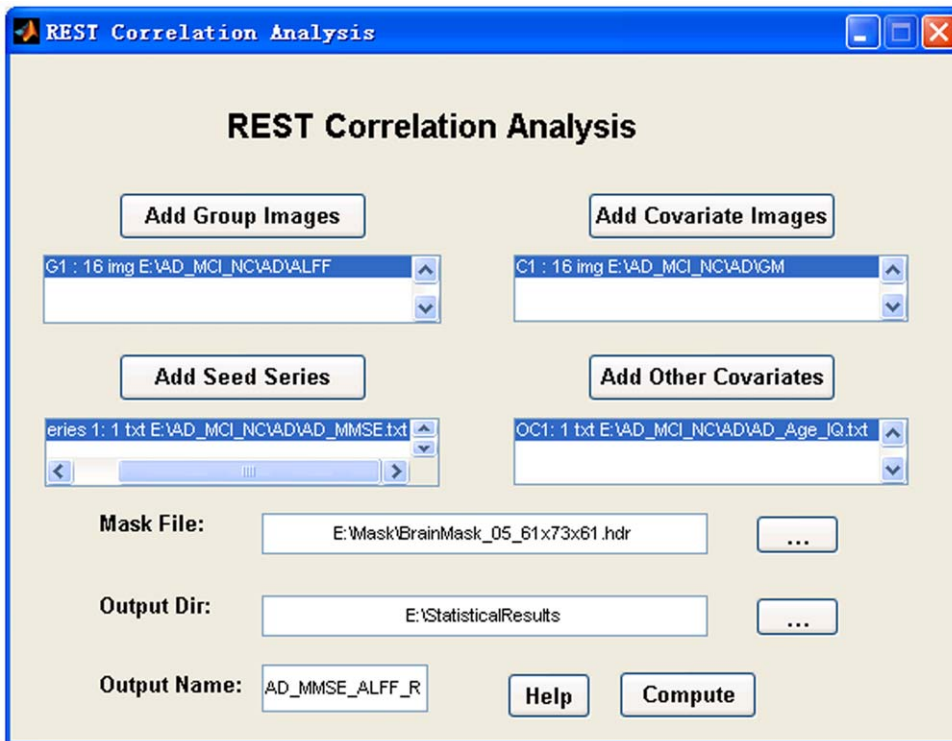 REST Correlation Analysis
REST Correlation Analysis
Add Group Images
Add Covariate Images
G1 : 16 img E:\AD_MCI_NC\AD\ALFF
C1 : 16 img E:\AD_MCI_NC\AD\GM
Add Seed Series
Add Other Covariates
eries 1: 1 txt E:\AD_MCI_NC\AD\AD_MMSE.txt
OC1: 1 txt E:\AD_MCI_NC\AD\AD_Age_IQ.txt
Mask File:
E:\Mask\BrainMask_05_61x73x61.hdr
...
Output Dir:
E:\StatisticalResults
...
Output Name:
AD_MMSE_ALFF_R
Help
Compute